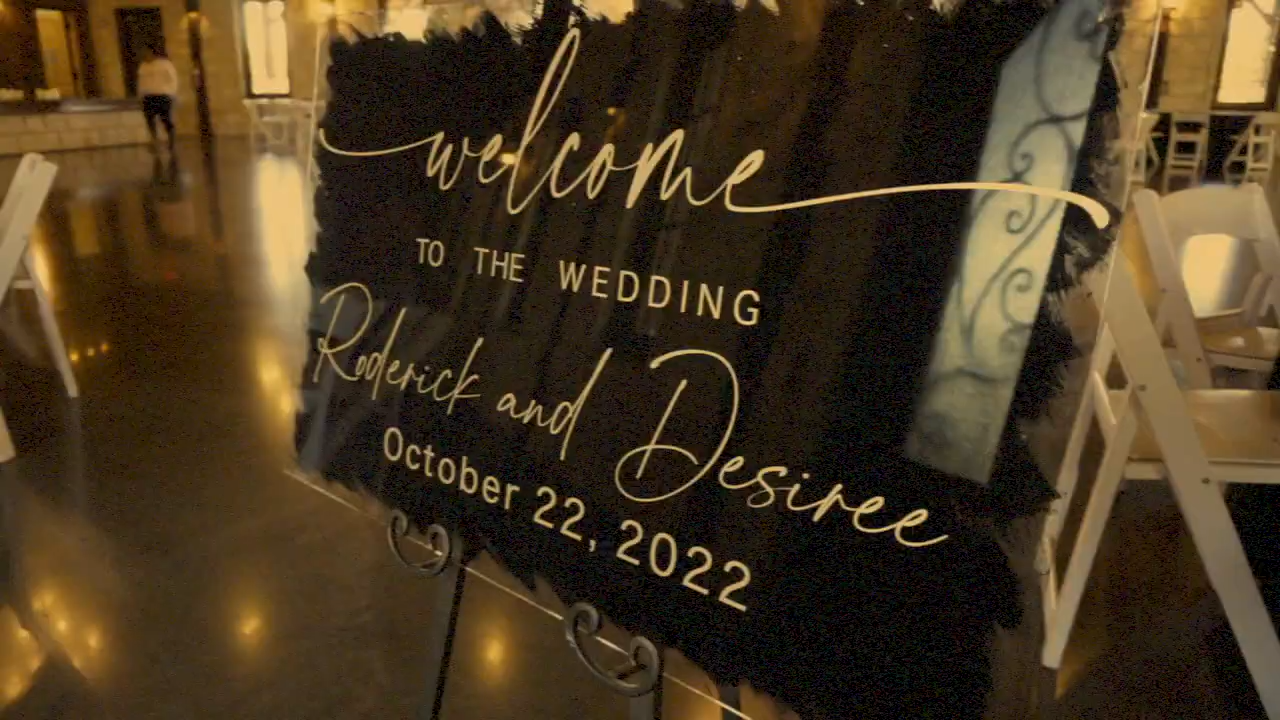 welcome
TO THE WEDDING
Roderick and Desiree
October 22, 2022